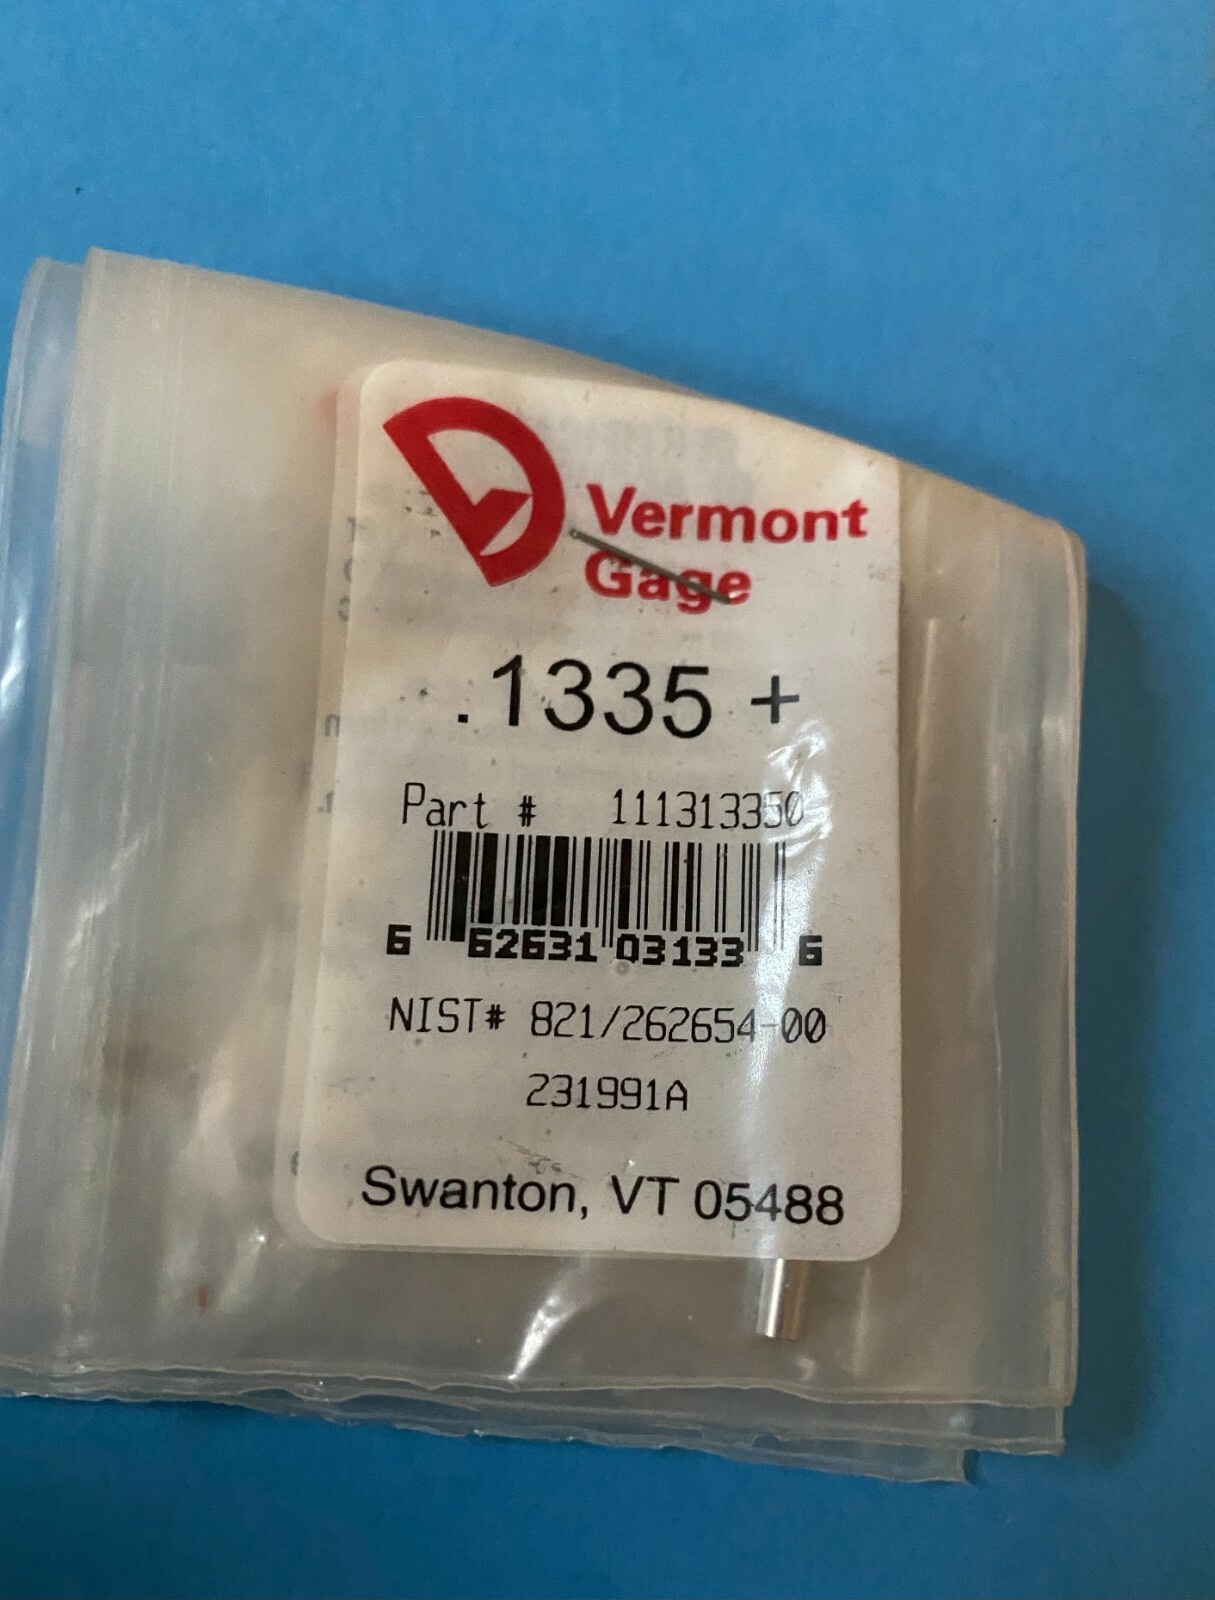 Vermont
Gage
.1335 +
Part # 111313350
6 62631 03133 6
NIST# 821/262654-00
231991A
Swanton, VT 05488